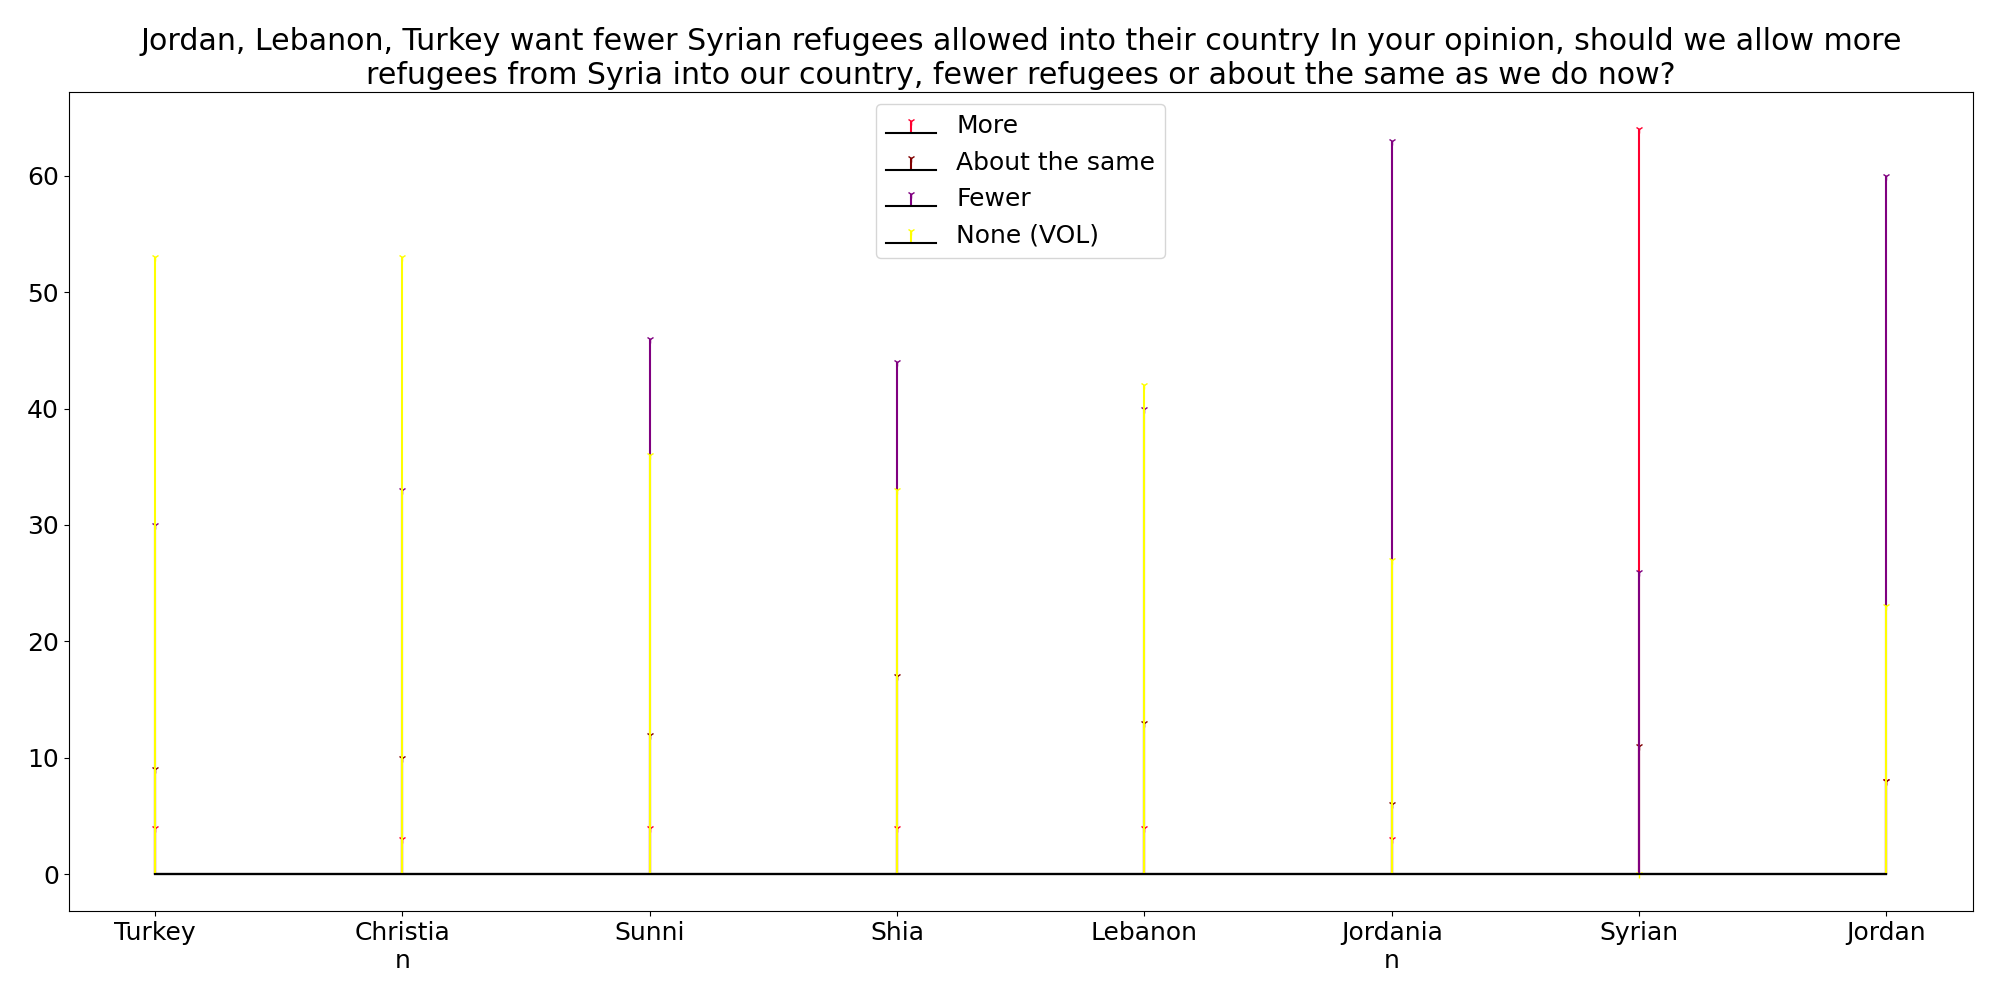 Jordan, Lebanon, Turkey want fewer Syrian refugees allowed into their country In your opinion, should we allow more
refugees from Syria into our country, fewer refugees or about the same as we do now?
More
About the same
Fewer
None (VOL)
60
50
40
30
20
10
0
Turkey
Christia
n
Sunni
Shia
Lebanon
Jordania
n
Syrian
Jordan